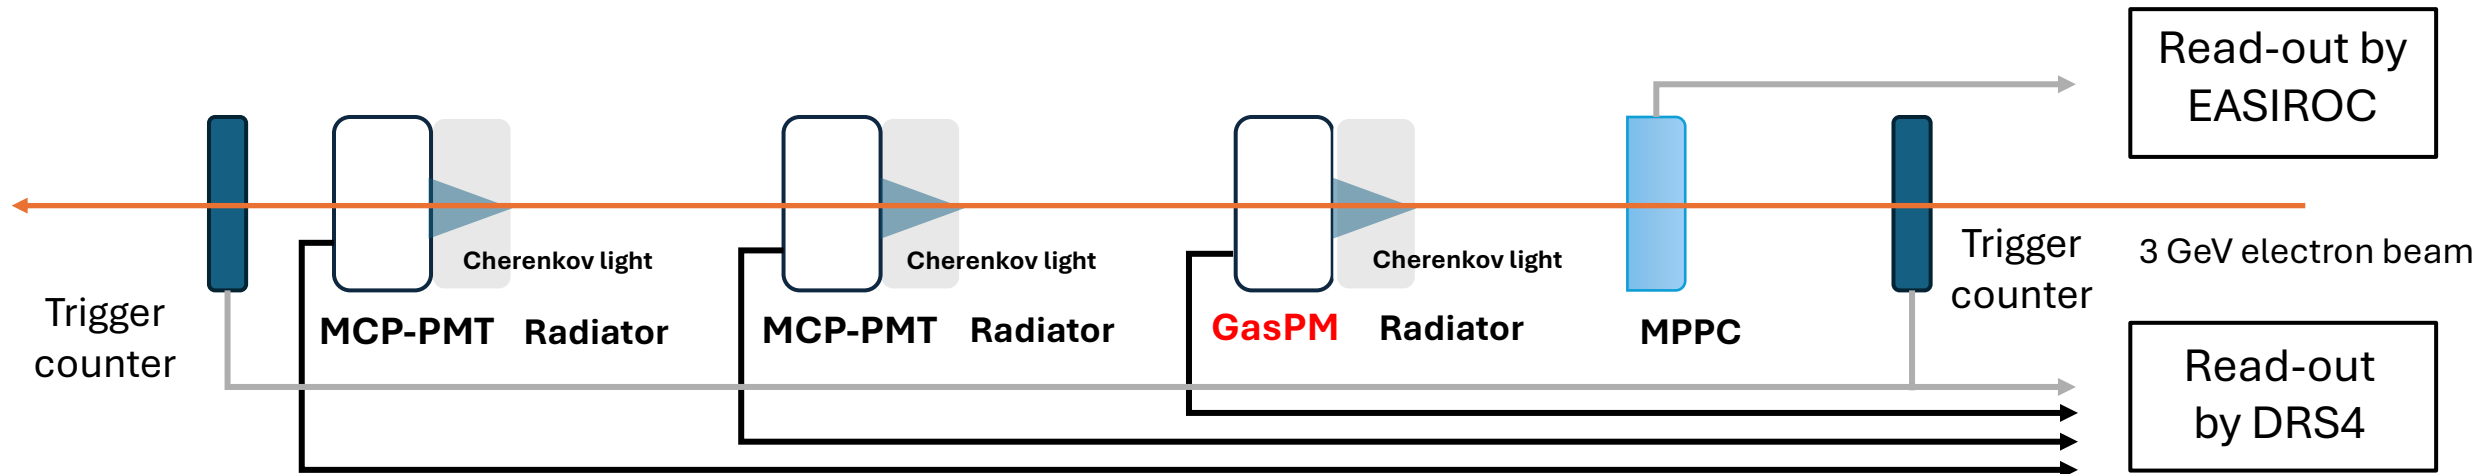 Read-out by
EASIROC
Trigger
counter
3 GeV electron beam
Cherenkov light
Cherenkov light
Cherenkov light
Trigger
counter
MCP-PMT
Radiator
MCP-PMT
Radiator
GasPM
Radiator
MPPC
Read-out
by DRS4